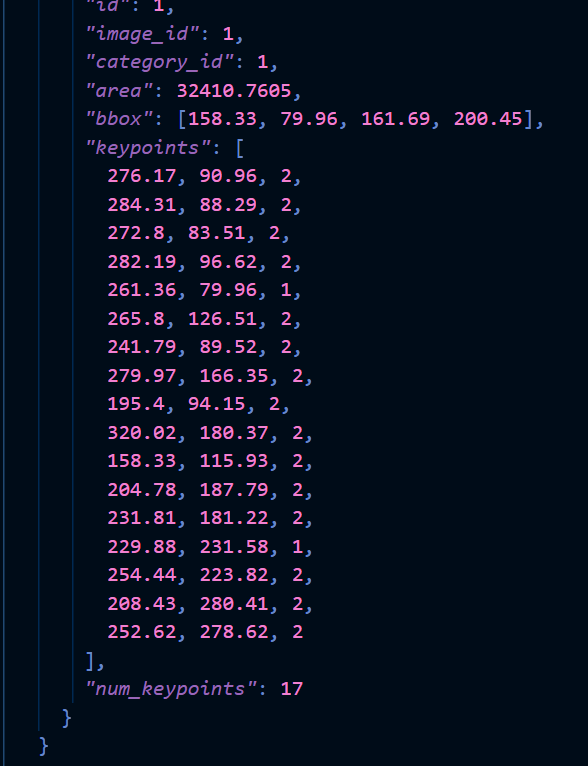 "id": 1,
"image_id": 1,
"category_id": 1,
"area": 32410.7605,
"bbox": [158.33, 79.96, 161.69, 200.45],
"keypoints": [
276.17, 90.96, 2,
284.31, 88.29, 2,
272.8, 83.51, 2,
282.19, 96.62, 2,
261.36, 79.96, 1,
265.8, 126.51, 2,
241.79, 89.52, 2,
279.97, 166.35, 2,
195.4, 94.15, 2,
320.02, 180.37, 2,
158.33, 115.93, 2,
204.78, 187.79, 2,
231.81, 181.22, 2,
229.88, 231.58, 1,
254.44, 223.82, 2,
208.43, 280.41, 2,
252.62, 278.62, 2
],
"num_keypoints": 17
}
}